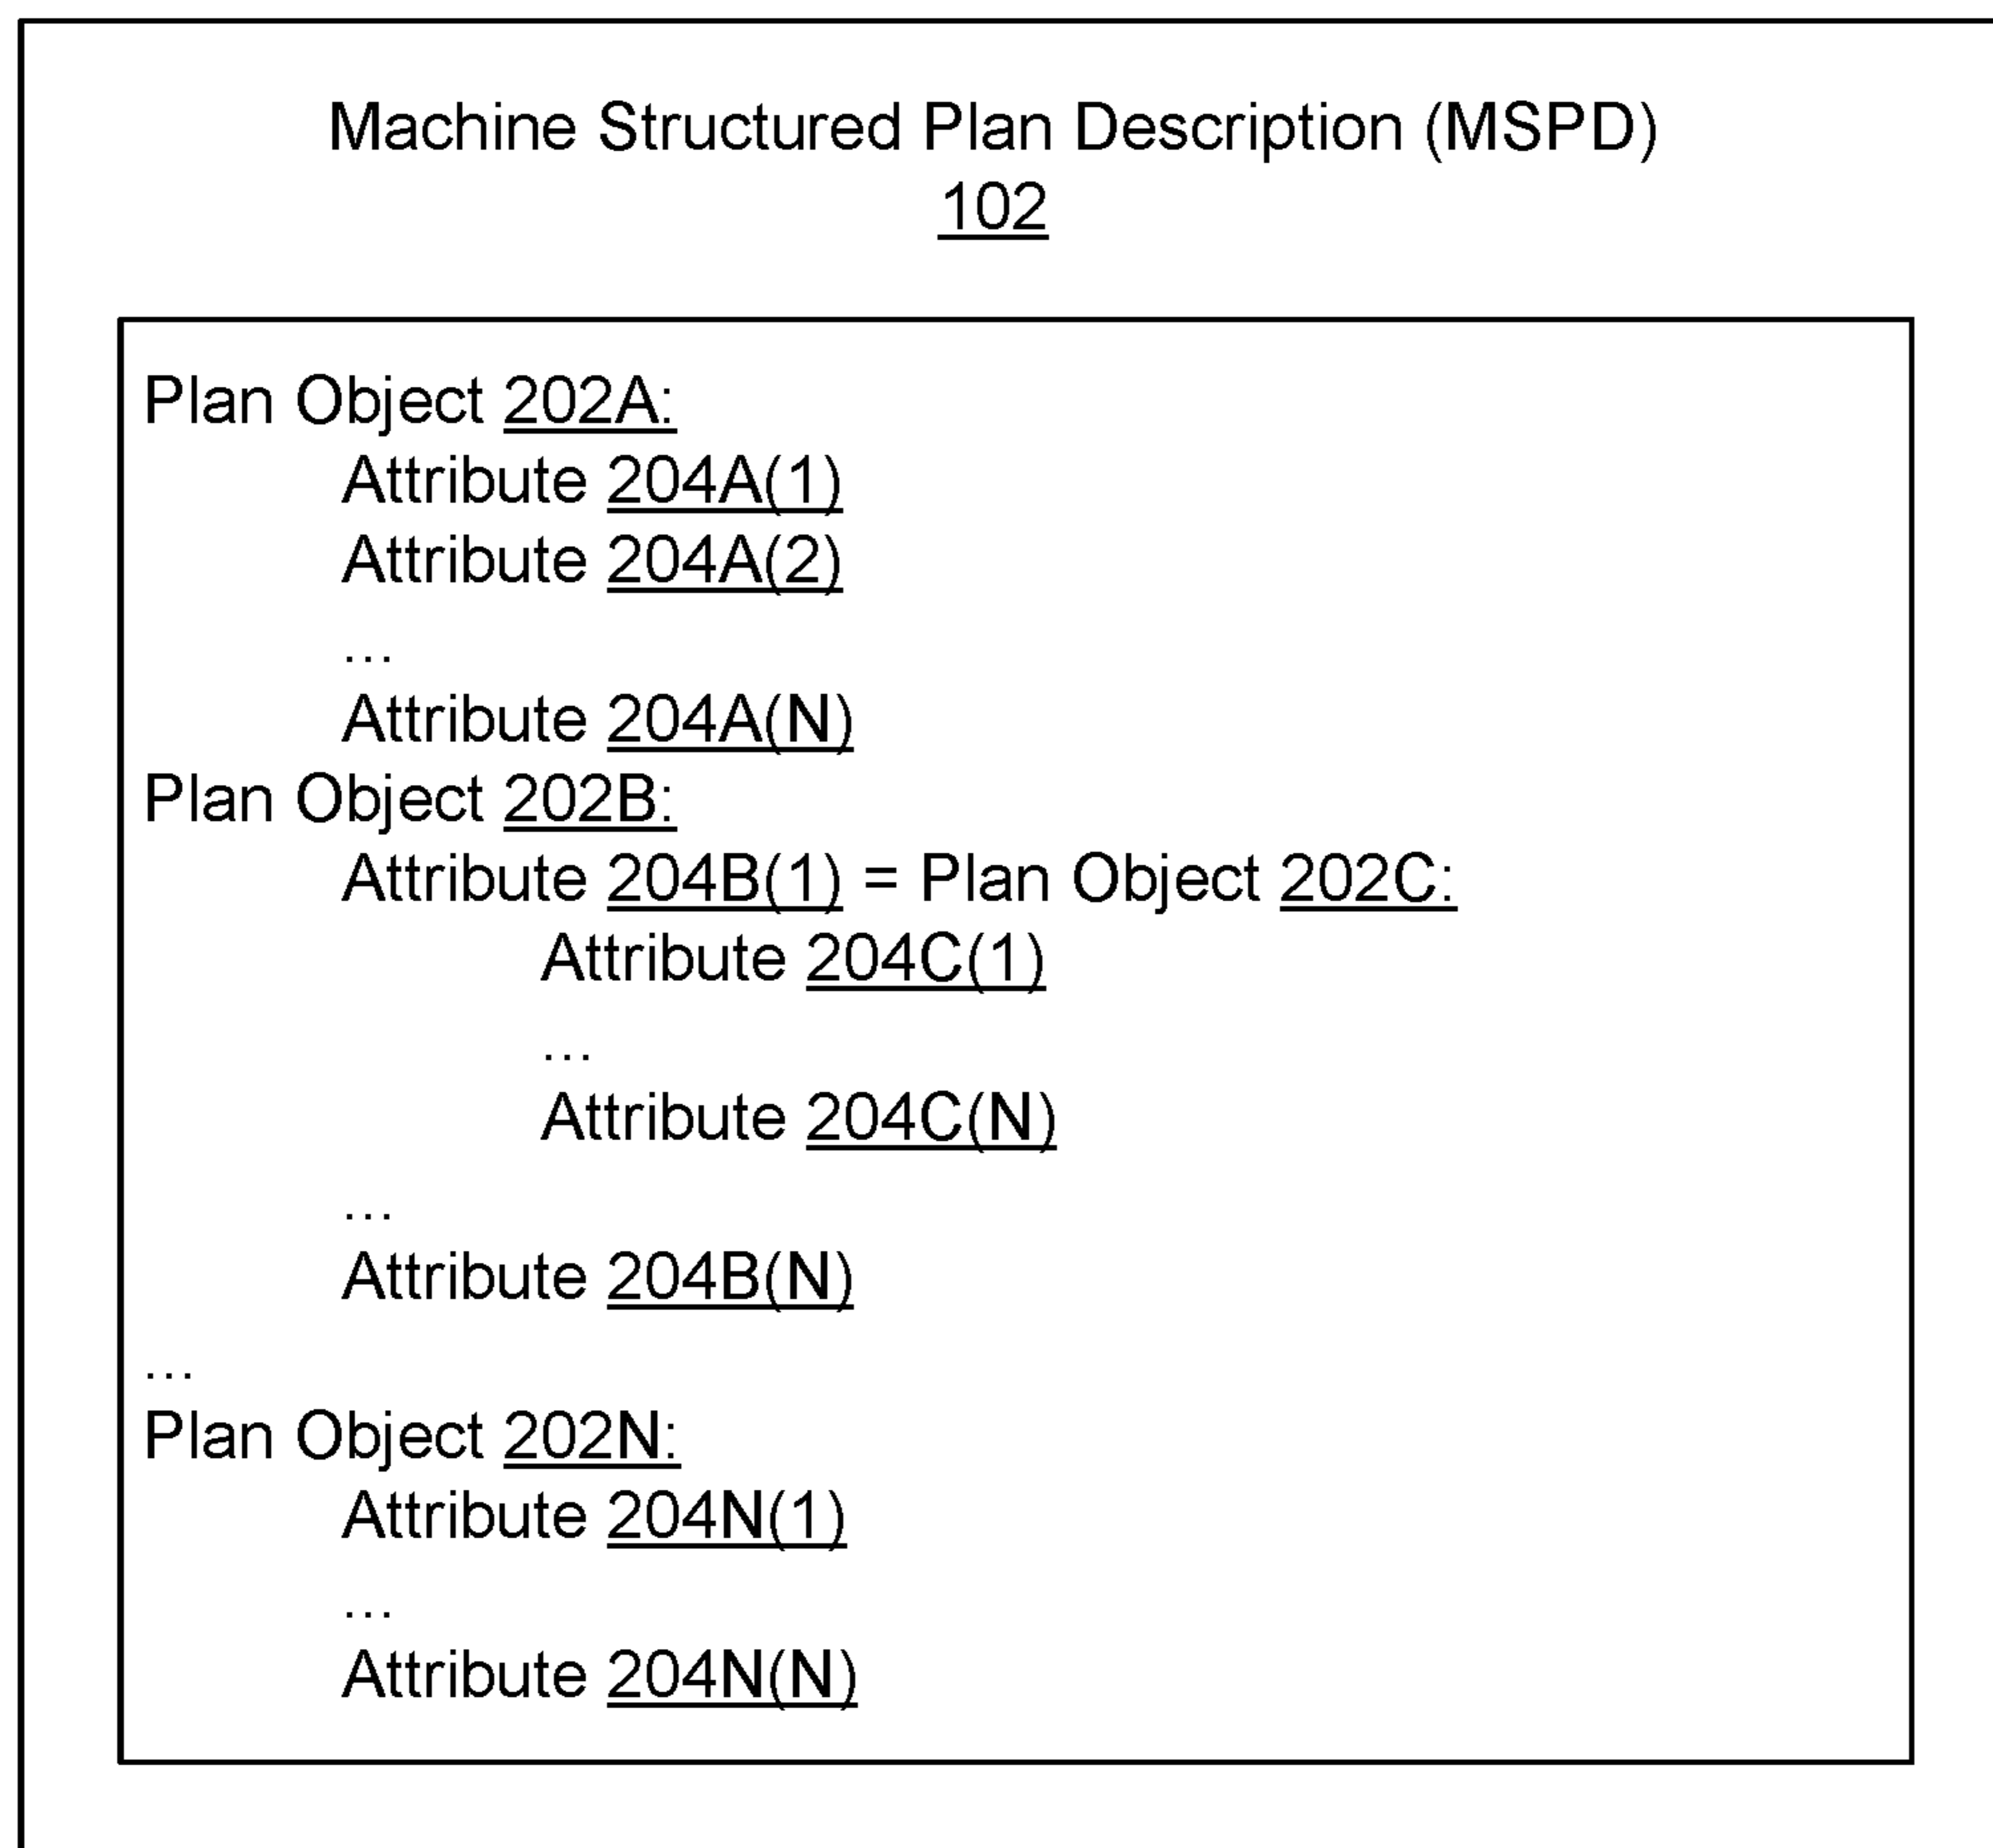 Machine Structured Plan Description (MSPD)
102
Plan Object 202A:
Attribute 204A(1)
Attribute 204A(2)
...
Attribute 204A(N)
Plan Object 202B:
Attribute 204B(1) = Plan Object 202C:
Attribute 204C(1)
...
Attribute 204C(N)
...
Attribute 204B(N)
...
Plan Object 202N:
Attribute 204N(1)
...
Attribute 204N(N)